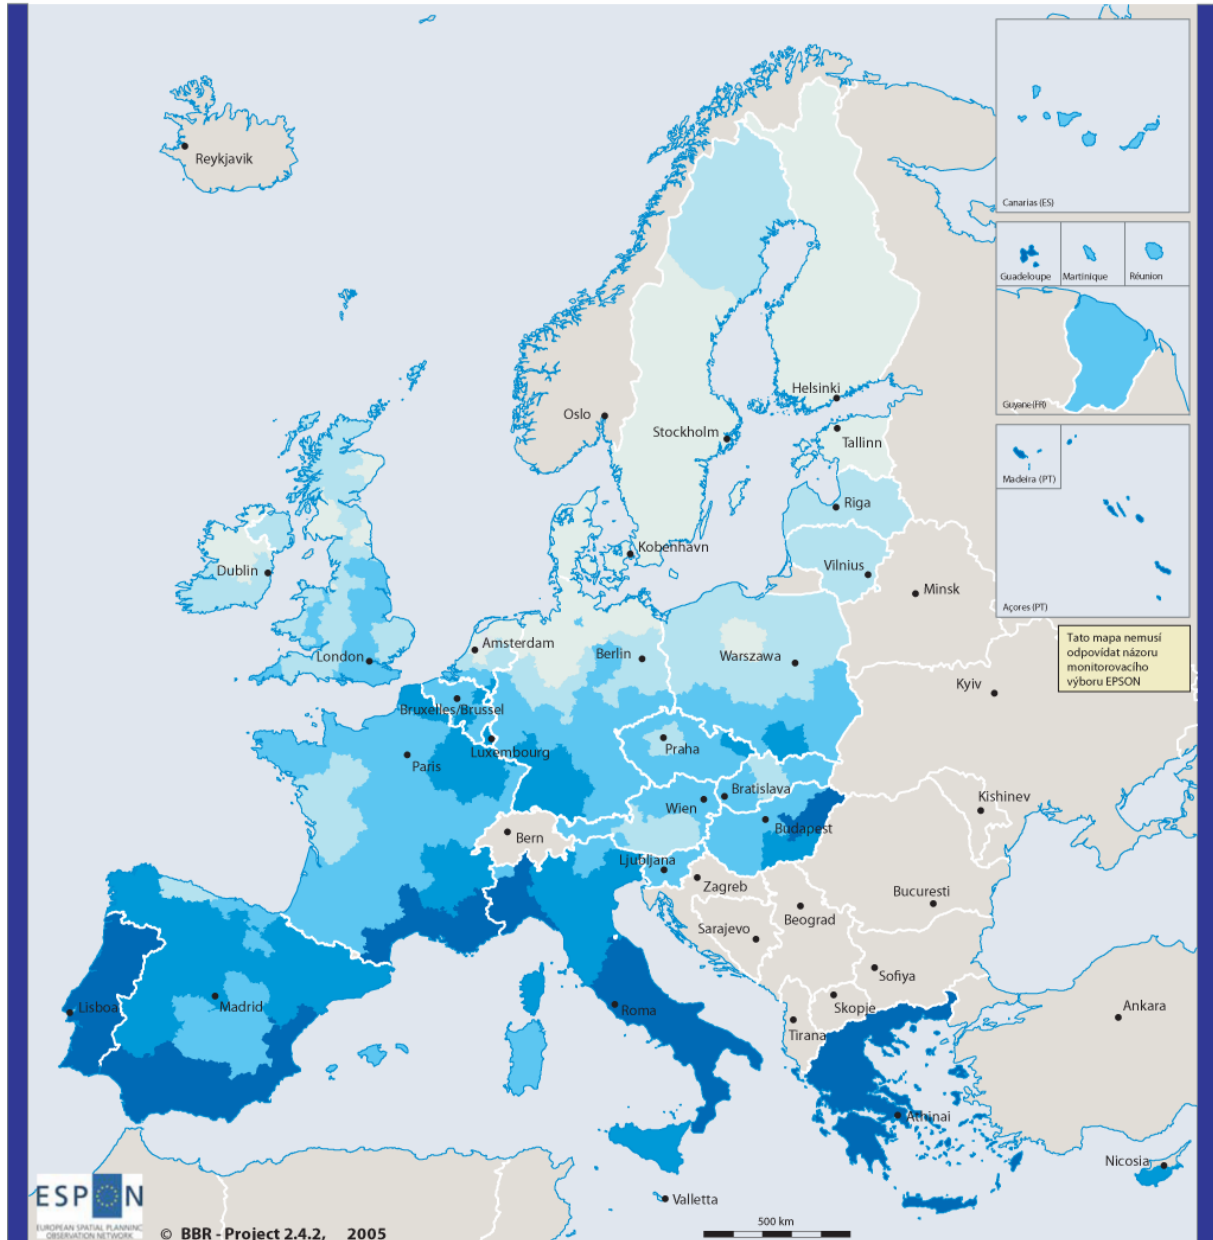 Reykjavik
Canarias (ES)
Guadeloupe
Martinique
Réunion
Guyane (FR)
Helsinki
Oslo
Stockholm
Tallinn
Madeira (PT)
Riga
Kobenhavn
Dublin
Vilnius
Minsk
Açores (PT)
Amsterdam
London
Berlin
Warszawa
Tato mapa nemusí
odpovídat názoru
monitorovacího
výboru EPSON
Kyiv
Bruxelles/Brussel
Luxembourg
Praha
Paris
Bratislava
Wien
Kishinev
Budapest
Bern
Ljubljana
Zagreb
Bucuresti
Beograd
Sarajevo
Sofiya
Madrid
Lisboa
Roma
Skopje
Ankara
Tirana
Athinai
Nicosia
Valletta
ESPON
EUROPEAN SPATIAL PLANNING
OBSERVATION NETWORK
500 km
© BBR - Project 2.4.2, 2005